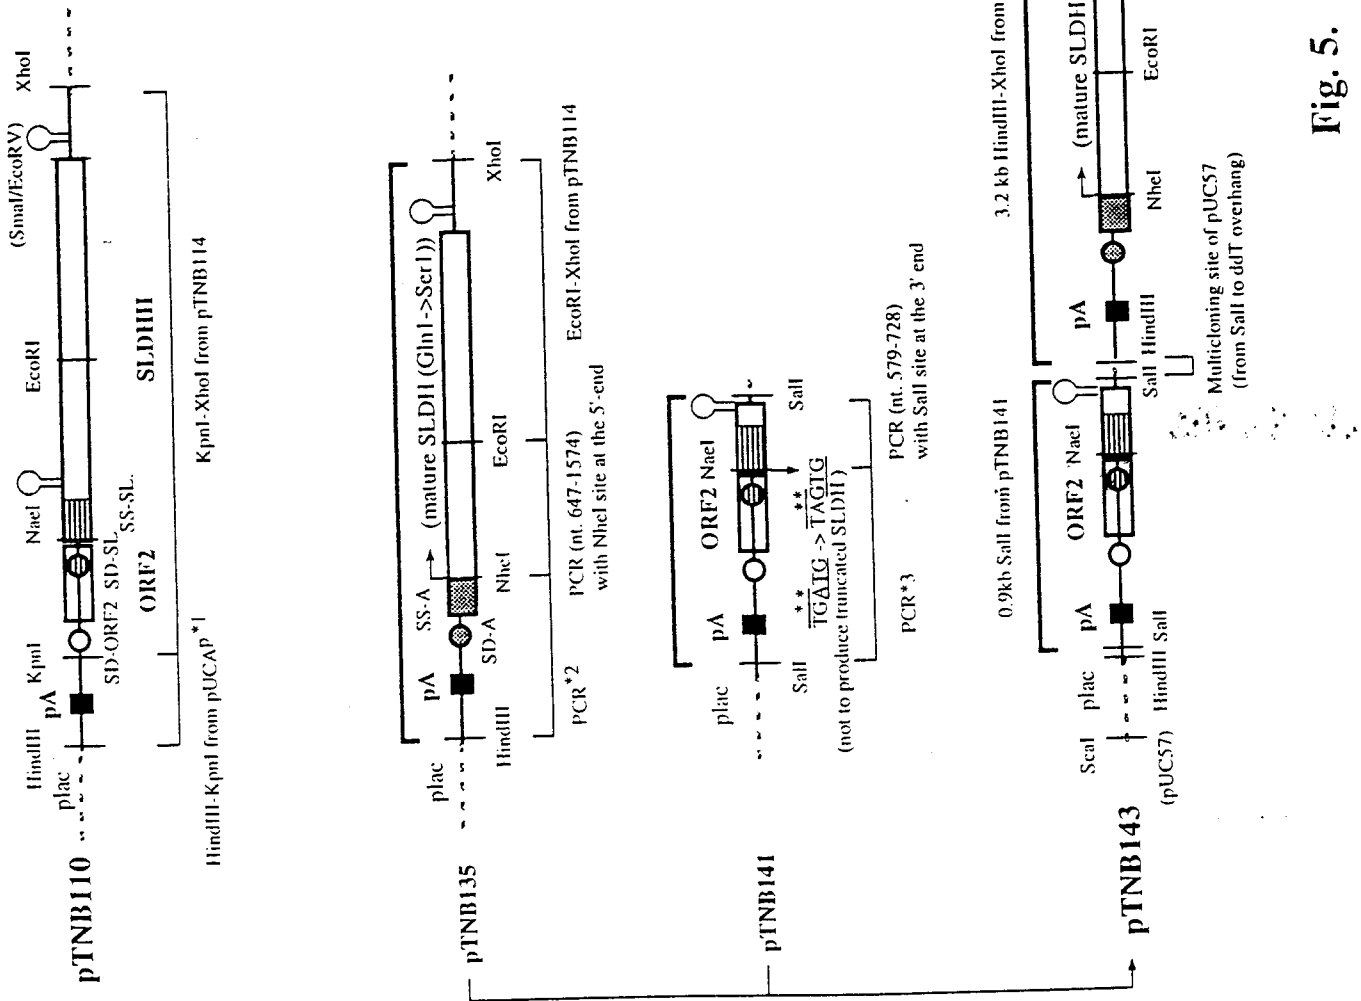 pTNB110
plac
HindIII
pA
KpnI
SD-ORF2 SD-SL
SS-SL.
ORF2
NaeI
EcoRI
SLDHII
(SmaI/EcoRV)
XhoI
HindIII-KpnI from pUCAP*1
KpnI-XhoI from pTNB114
pTNB135
plac
HindIII
pA
SD-A
SS-A
NheI
(mature SLDH (Gln1->Ser1))
EcoRI
XhoI
PCR*2
PCR (nt. 647-1574)
with NheI site at the 5'-end
EcoRI-XhoI from pTNB114
pTNB141
plac
SalI
pA
ORF2 NaeI
SalI
** **
TGATG -> TAGTG
(not to produce truncated SLDH)
PCR*3
PCR (nt. 579-728)
with SalI site at the 3' end
pTNB143
ScaI
(pUC57)
plac
HindIII SalI
pA
ORF2 NaeI
0.9kb SalI from pTNB141
SalI HindIII
Multicloning site of pUC57
(from SalI to ddT overhang)
pA
NheI
(mature SLDH
EcoRI
3.2 kb HindIII-XhoI from
Fig. 5.